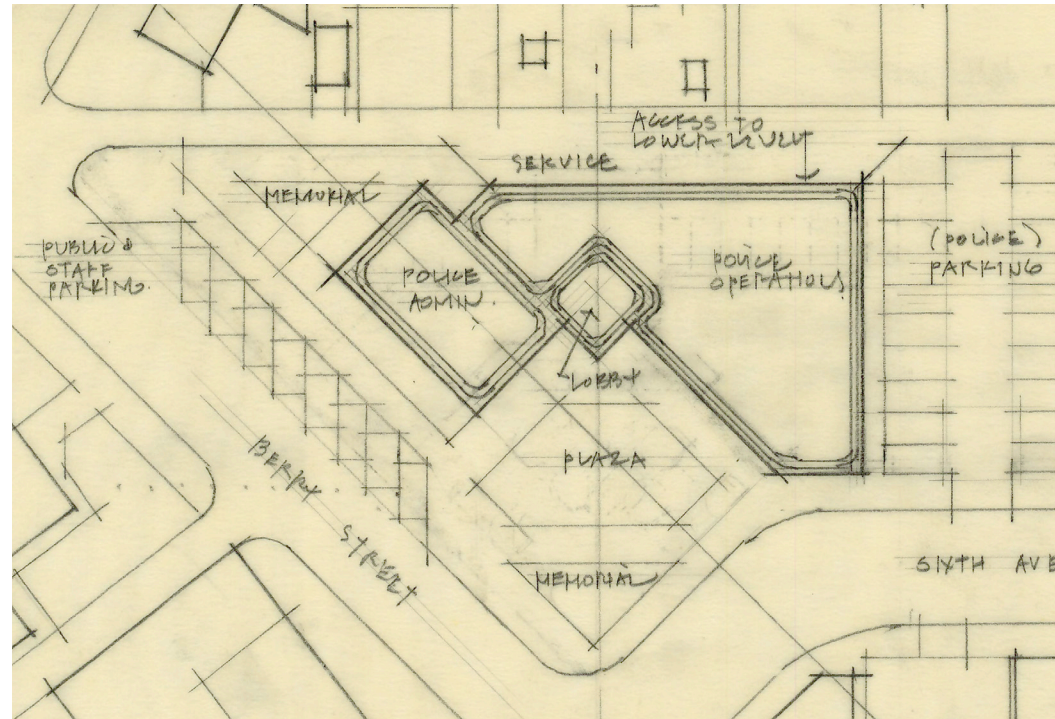 ACCESS TO
LOWER LEVEL
SERVICE
MEMORIAL
PUBLIC &
STAFF
PARKING.
POLICE
ADMIN.
POLICE
OPERATIONS
(POLICE)
PARKING
LOBBY
PLAZA
BERRY
STREET
MEMORIAL
SIXTH AVE